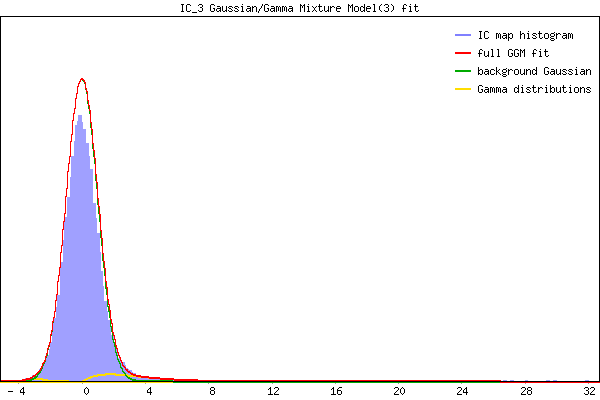 IC_3 Gaussian/Gamma Mixture Model(3) fit
IC map histogram
full GGM fit
background Gaussian
Gamma distributions
- 4 0 4 8 12 16 20 24 28 32